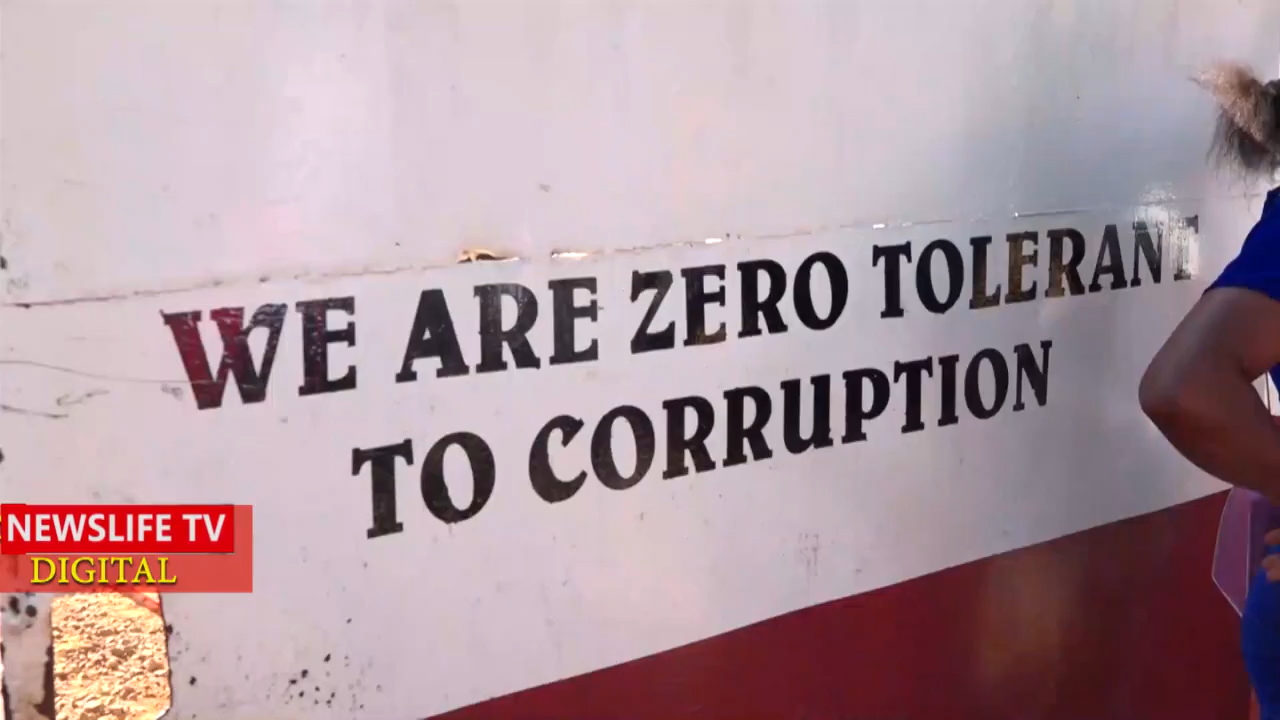 WE ARE ZERO TOLERANT
TO CORRUPTION
NEWSLIFE TV
DIGITAL